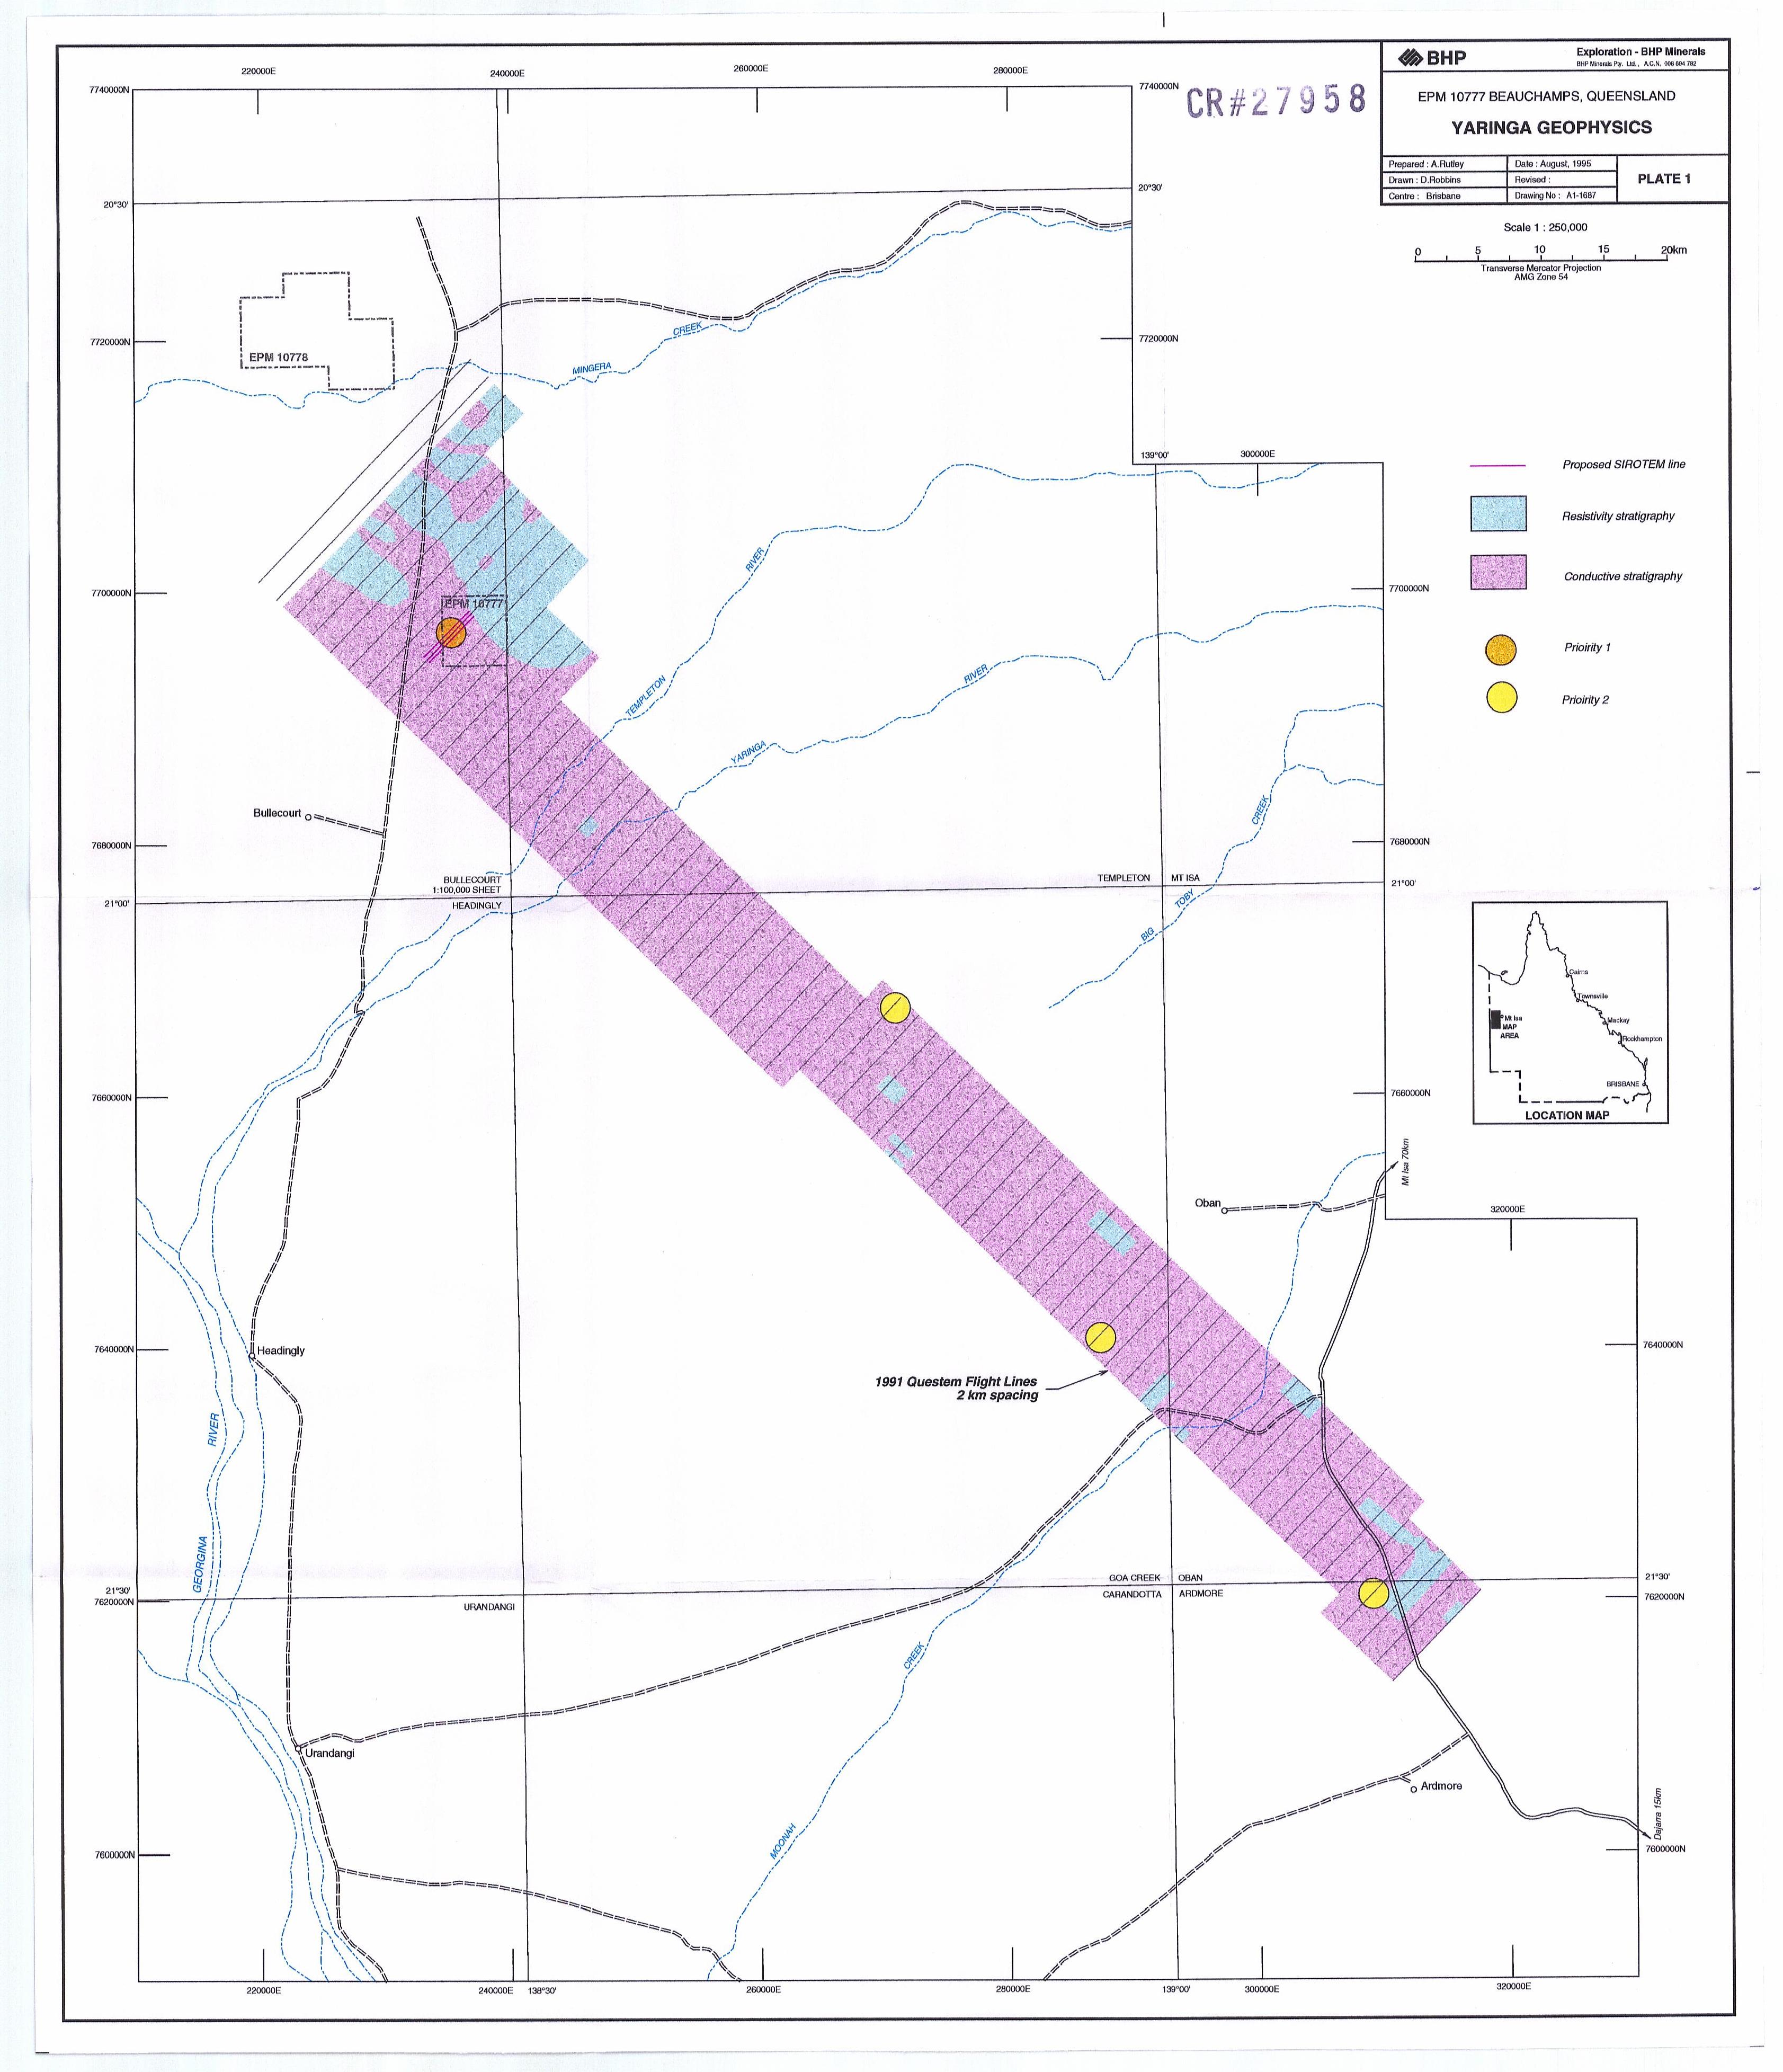 BHP
Exploration - BHP Minerals
BHP Minerals Pty. Ltd., A.C.N. 008 694 782
EPM 10777 BEAUCHAMPS, QUEENSLAND
YARINGA GEOPHYSICS
Prepared : A.Rutley
Date : August, 1995
Drawn : D.Robbins
Revised :
Centre : Brisbane
Drawing No : A1-1687
PLATE 1
CR#27958
Scale 1 : 250,000
0 5 10 15 20km
Transverse Mercator Projection
AMG Zone 54
220000E
240000E
260000E
280000E
7740000N
7740000N
20°30'
20°30'
EPM 10778
7720000N
7720000N
CREEK
MINGERA
139°00'
300000E
Proposed SIROTEM line
Resistivity stratigraphy
Conductive stratigraphy
Prioirity 1
Prioirity 2
RIVER
7700000N
7700000N
EPM 10777
TEMPLETON
RIVER
YARINGA
CREEK
Bullecourt
7680000N
7680000N
BULLECOURT
1:100,000 SHEET
HEADINGLY
TEMPLETON
MT ISA
21°00'
21°00'
TOBY
BIG
Cairns
Townsville
Mt Isa
MAP
AREA
Mackay
Rockhampton
BRISBANE
LOCATION MAP
7660000N
7660000N
Mt Isa 70km
Oban
320000E
7640000N
7640000N
Headingly
1991 Questem Flight Lines
2 km spacing
RIVER
GEORGINA
GOA CREEK
OBAN
CARANDOTTA
ARDMORE
21°30'
21°30'
7620000N
7620000N
URANDANGI
CREEK
Urandangi
Ardmore
Dajarra 15km
MOONAH
7600000N
7600000N
220000E
240000E
138°30'
260000E
280000E
139°00'
300000E
320000E